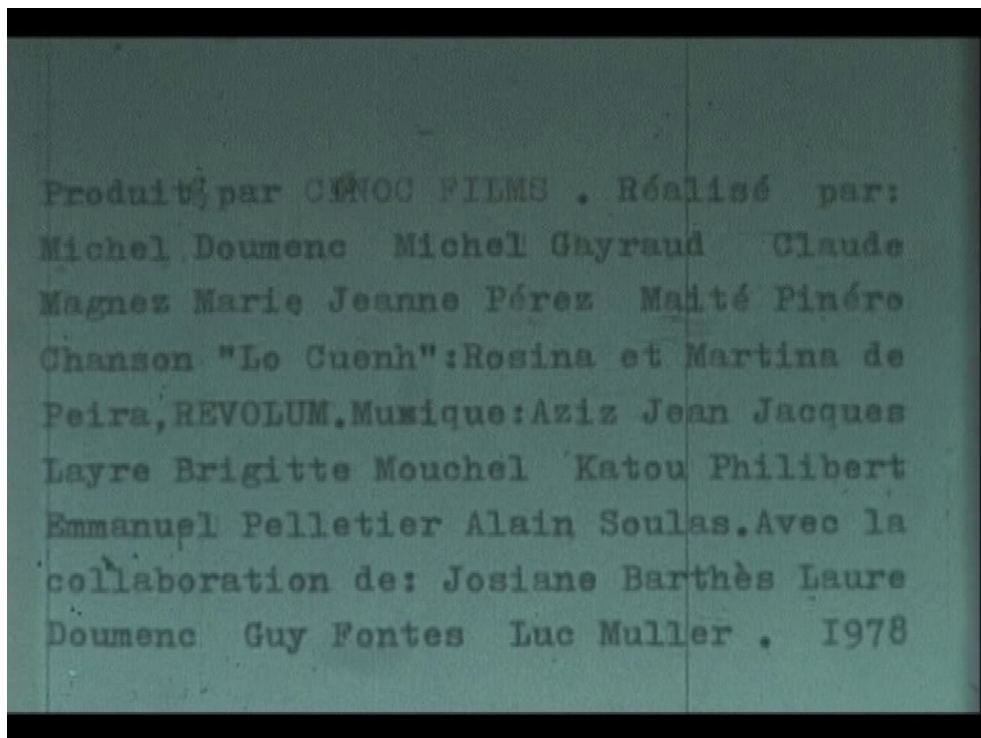 Produit par CINOC FILMS . Réalisé par:
Michel Doumenc Michel Gayraud Claude
Magnez Marie Jeanne Pérez Maïté Pinéro
Chanson "Lo Cuenh":Rosina et Martina de
Peira,REVOLUM.Musique:Aziz Jean Jacques
Layre Brigitte Mouchel Katou Philibert
Emmanuel Pelletier Alain Soulas.Avec la
collaboration de: Josiane Barthès Laure
Doumenc Guy Fontes Luc Muller . I978